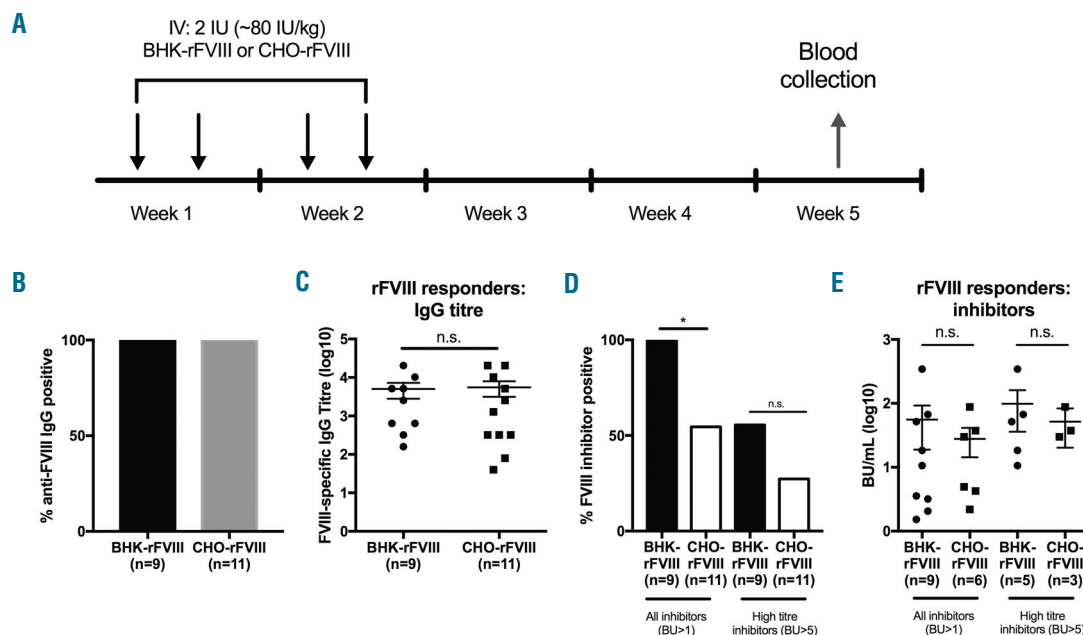 A
IV: 2 IU (~80 IU/kg)
BHK-rFVIII or CHO-rFVIII
Blood
collection
Week 1
Week 2
Week 3
Week 4
Week 5
B
% anti-FVIII IgG positive
100
50
0
BHK-rFVIII
(n=9)
CHO-rFVIII
(n=11)
C
rFVIII responders:
IgG titre
n.s.
FVIII-specific IgG Titre (log10)
5
4
3
2
1
0
BHK-rFVIII
(n=9)
CHO-rFVIII
(n=11)
D
*
n.s.
% FVIII inhibitor positive
100
50
0
BHK-
rFVIII
(n=9)
CHO-
rFVIII
(n=11)
BHK-
rFVIII
(n=9)
CHO-
rFVIII
(n=11)
All inhibitors
(BU>1)
High titre
inhibitors (BU>5)
E
rFVIII responders:
inhibitors
n.s.
n.s.
BU/mL (log10)
3
2
1
0
BHK-
rFVIII
(n=9)
CHO-
rFVIII
(n=6)
BHK-
rFVIII
(n=5)
CHO-
rFVIII
(n=3)
All inhibitors
(BU>1)
High titre
inhibitors (BU>5)